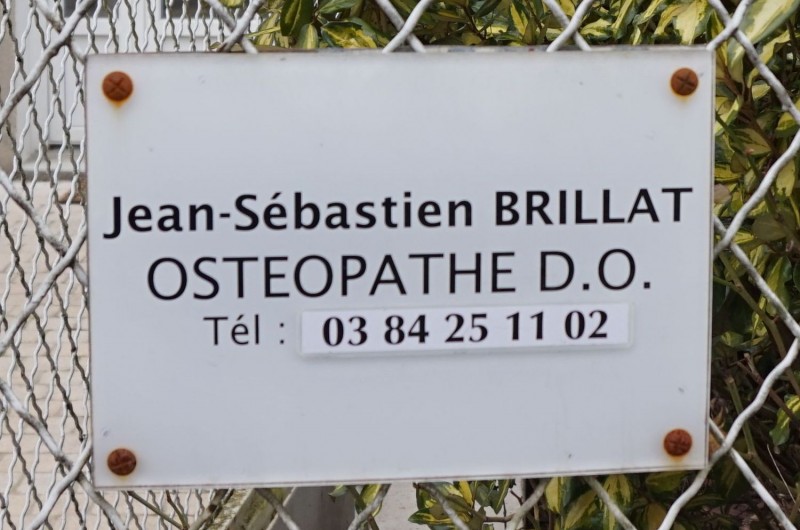 Jean-Sébastien BRILLAT
OSTEOPATHE D.O.
Tél : 03 84 25 11 02